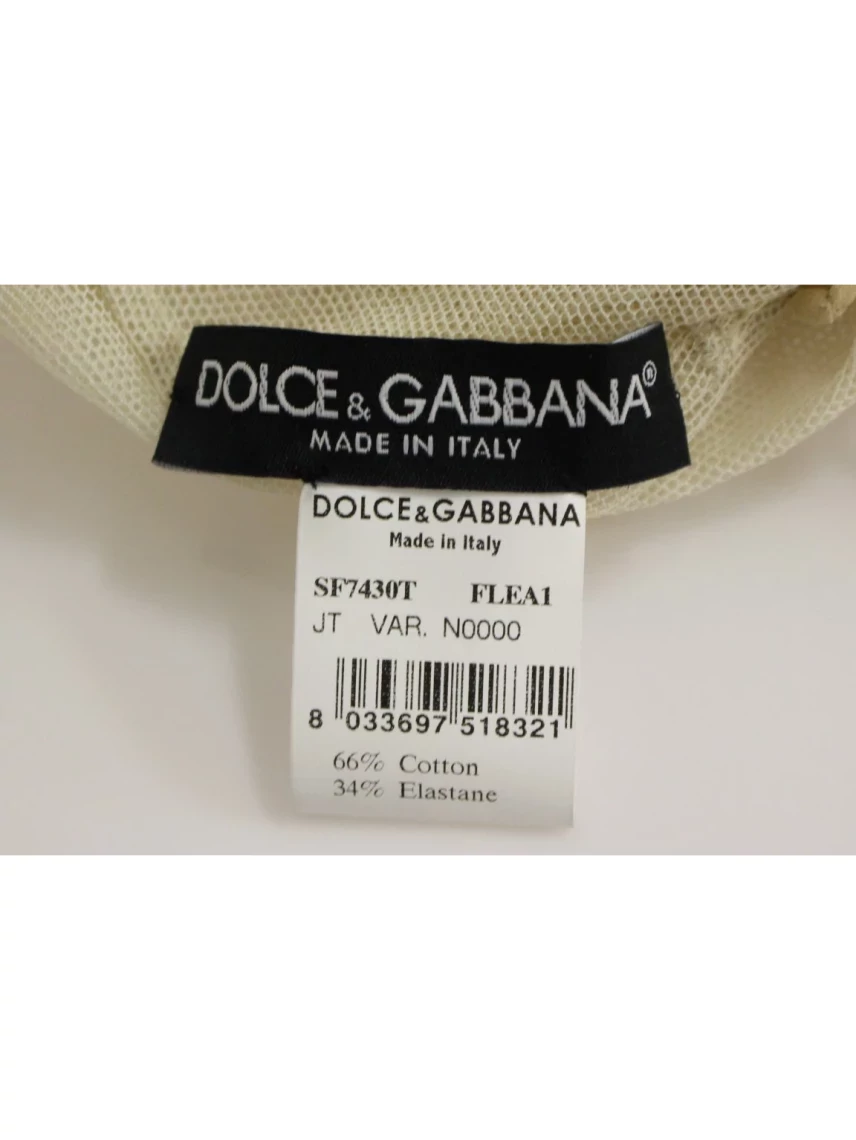 DOLCE & GABBANA®
MADE IN ITALY
DOLCE&GABBANA
Made in Italy
SF7430T FLEA1
JT VAR. N0000
8 033697 518321
66% Cotton
34% Elastane